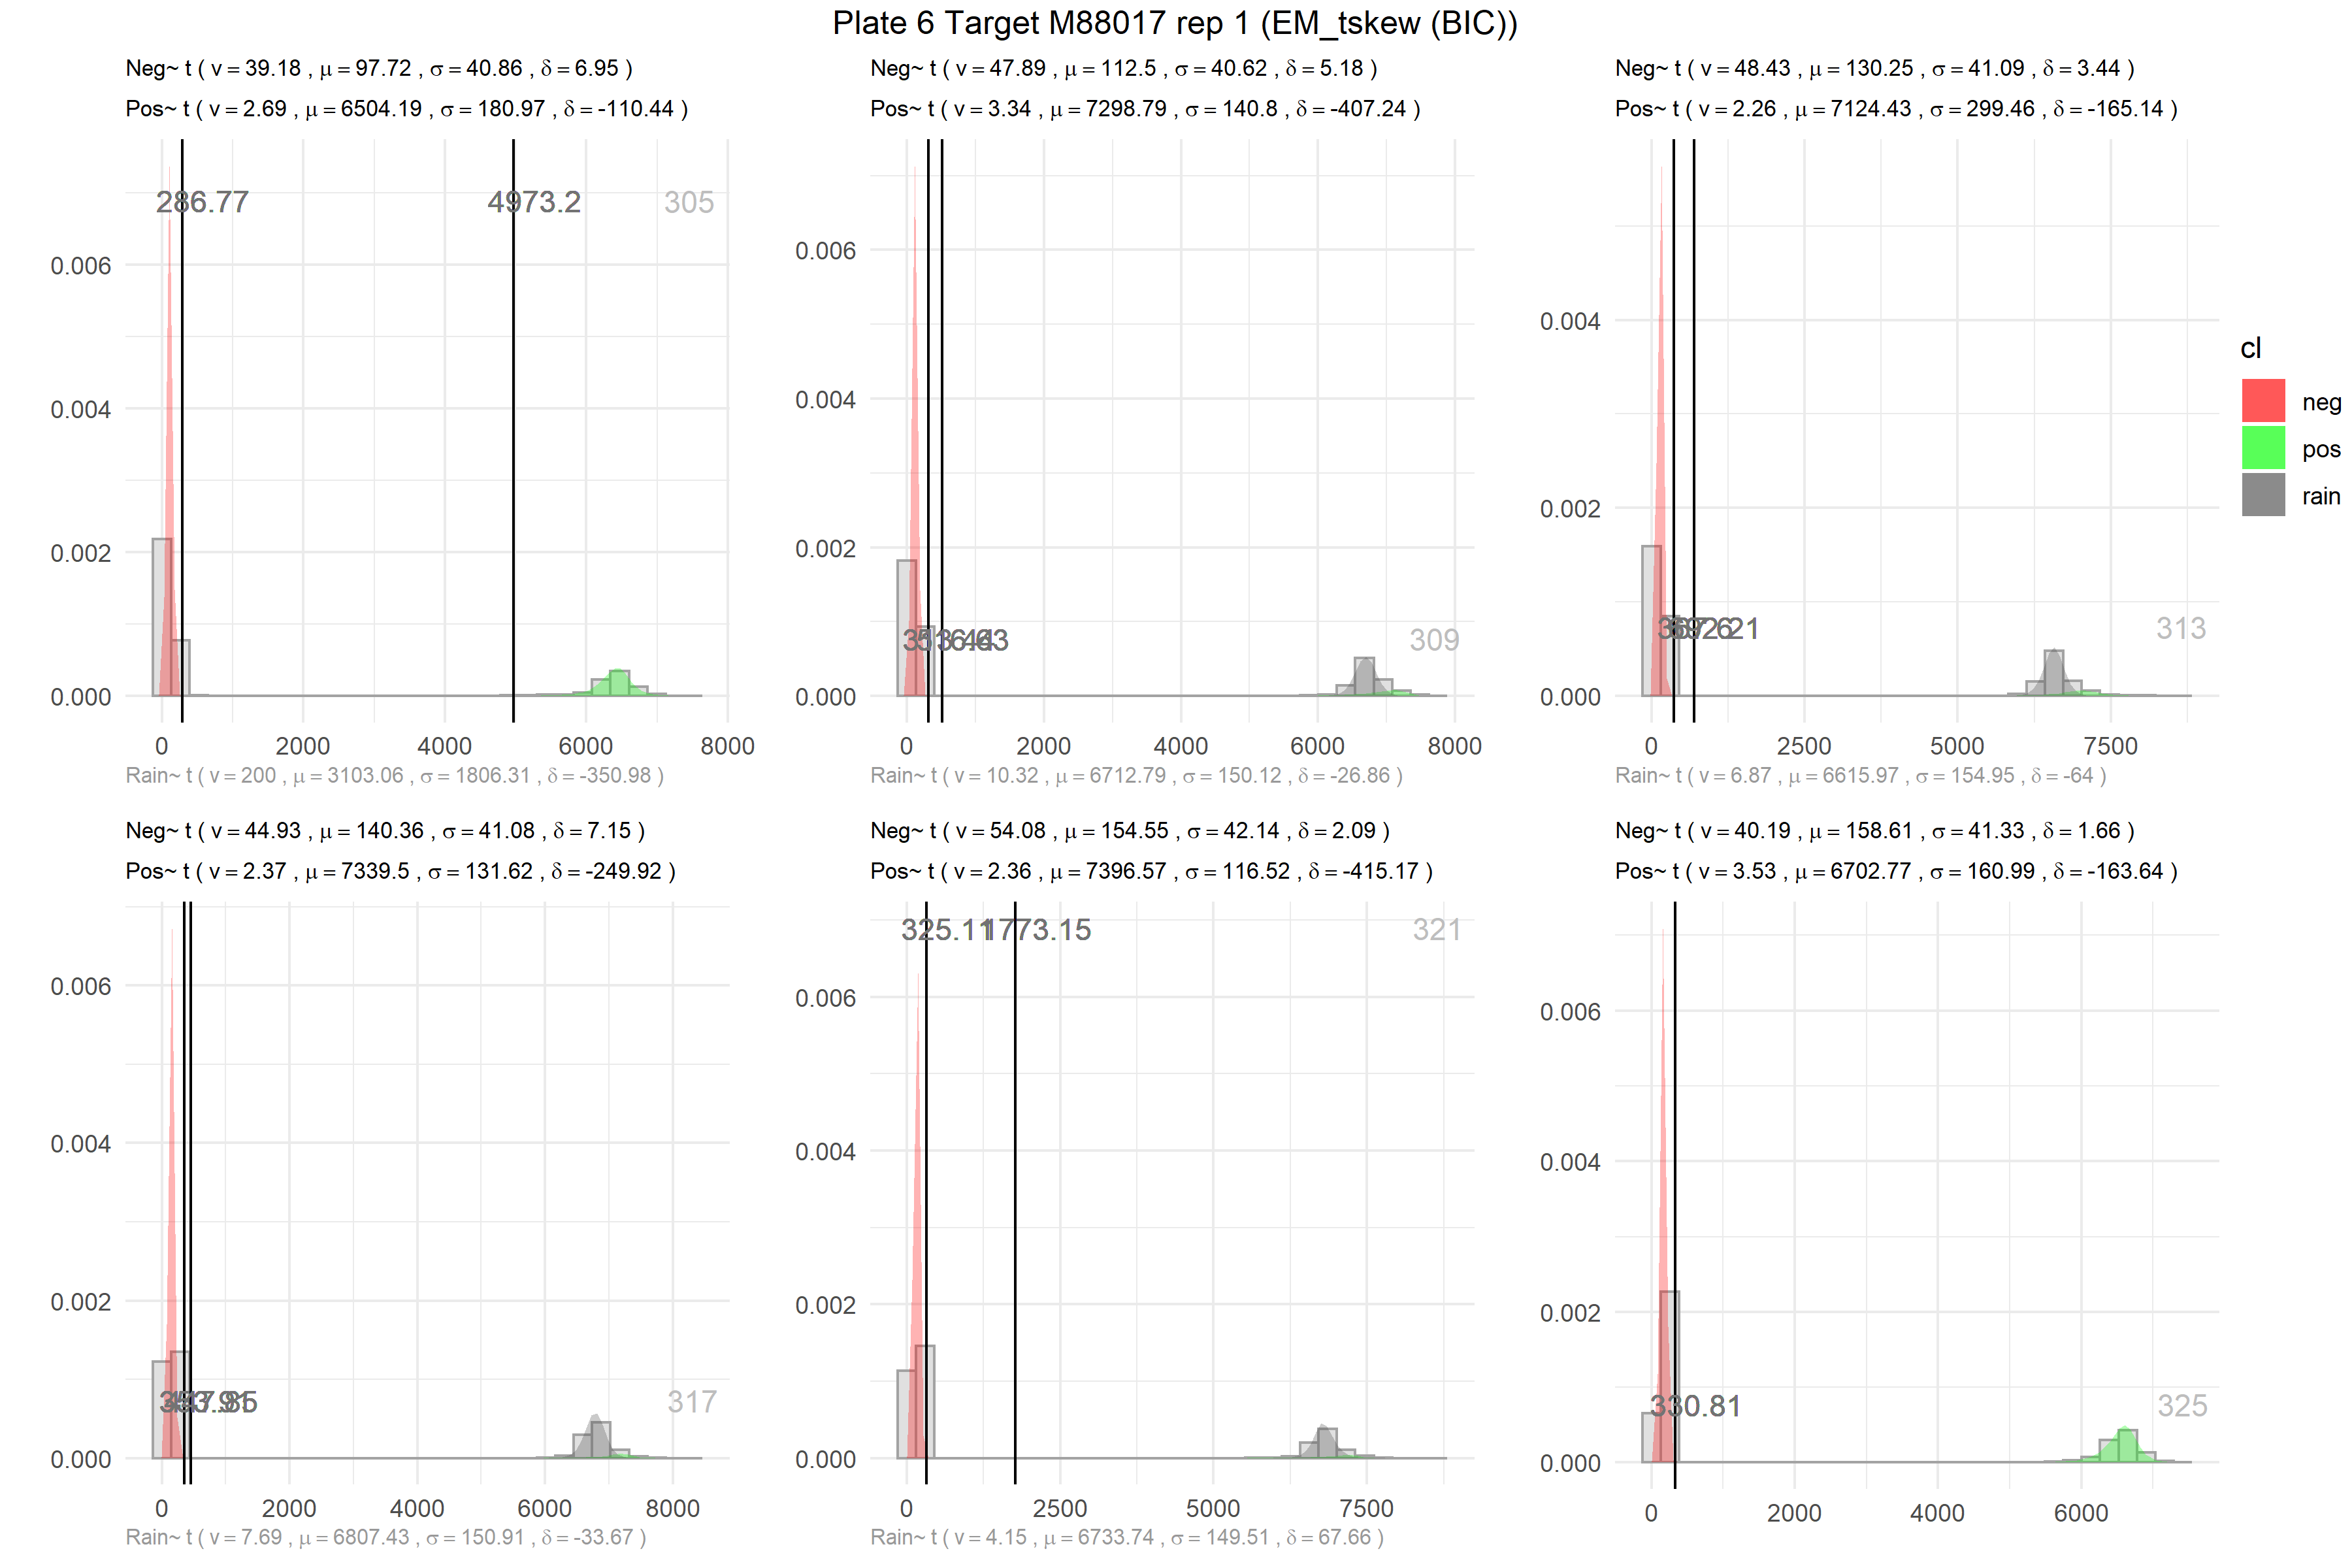 Plate 6 Target M88017 rep 1 (EM_tskew (BIC))
Neg~ t ( ν = 39.18 , μ = 97.72 , σ = 40.86 , δ = 6.95 )
Pos~ t ( ν = 2.69 , μ = 6504.19 , σ = 180.97 , δ = -110.44 )
286.77 4973.2 305
0.006
0.004
0.002
0.000
0 2000 4000 6000 8000
Rain~ t ( ν = 200 , μ = 3103.06 , σ = 1806.31 , δ = -350.98 )
Neg~ t ( ν = 47.89 , μ = 112.5 , σ = 40.62 , δ = 5.18 )
Pos~ t ( ν = 3.34 , μ = 7298.79 , σ = 140.8 , δ = -407.24 )
0.006
0.004
0.002
309
0.000
0 2000 4000 6000 8000
Rain~ t ( ν = 10.32 , μ = 6712.79 , σ = 150.12 , δ = -26.86 )
Neg~ t ( ν = 48.43 , μ = 130.25 , σ = 41.09 , δ = 3.44 )
Pos~ t ( ν = 2.26 , μ = 7124.43 , σ = 299.46 , δ = -165.14 )
0.004
0.002
313
0.000
0 2500 5000 7500
Rain~ t ( ν = 6.87 , μ = 6615.97 , σ = 154.95 , δ = -64 )
cl
neg
pos
rain
Neg~ t ( ν = 44.93 , μ = 140.36 , σ = 41.08 , δ = 7.15 )
Pos~ t ( ν = 2.37 , μ = 7339.5 , σ = 131.62 , δ = -249.92 )
0.006
0.004
0.002
317
0.000
0 2000 4000 6000 8000
Rain~ t ( ν = 7.69 , μ = 6807.43 , σ = 150.91 , δ = -33.67 )
Neg~ t ( ν = 54.08 , μ = 154.55 , σ = 42.14 , δ = 2.09 )
Pos~ t ( ν = 2.36 , μ = 7396.57 , σ = 116.52 , δ = -415.17 )
325.11 1773.15 321
0.006
0.004
0.002
0.000
0 2500 5000 7500
Rain~ t ( ν = 4.15 , μ = 6733.74 , σ = 149.51 , δ = 67.66 )
Neg~ t ( ν = 40.19 , μ = 158.61 , σ = 41.33 , δ = 1.66 )
Pos~ t ( ν = 3.53 , μ = 6702.77 , σ = 160.99 , δ = -163.64 )
0.006
0.004
0.002
330.81 325
0.000
0 2000 4000 6000